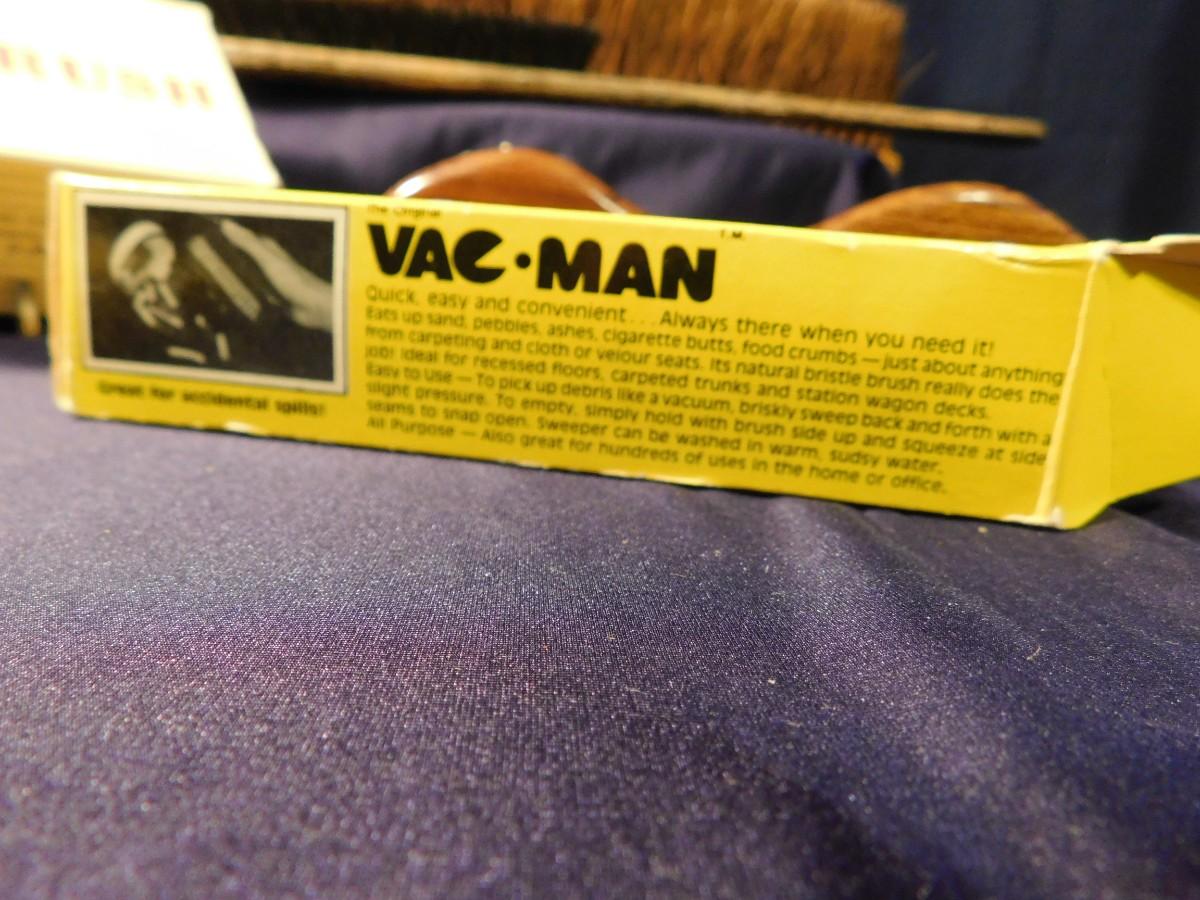 RUSH
The Original
VAC•MAN
T.M.
Quick, easy and convenient...Always there when you need it!
Eats up sand, pebbles, ashes, cigarette butts, food crumbs — just about anything
from carpeting and cloth or velour seats. Its natural bristle brush really does the
job! Ideal for recessed floors, carpeted trunks and station wagon decks.
Easy to Use — To pick up debris like a vacuum, briskly sweep back and forth with a
slight pressure. To empty, simply hold with brush side up and squeeze at side
seams to snap open. Sweeper can be washed in warm, sudsy water.
All Purpose — Also great for hundreds of uses in the home or office.
Great for accidental spills!